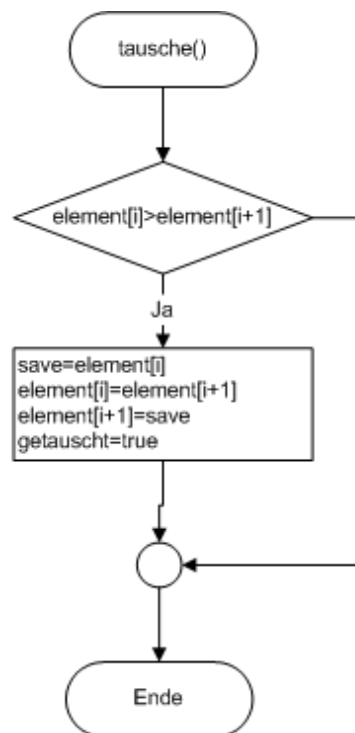 tausche()
element[i]>element[i+1]
Ja
save=element[i]
element[i]=element[i+1]
element[i+1]=save
getauscht=true
Ende